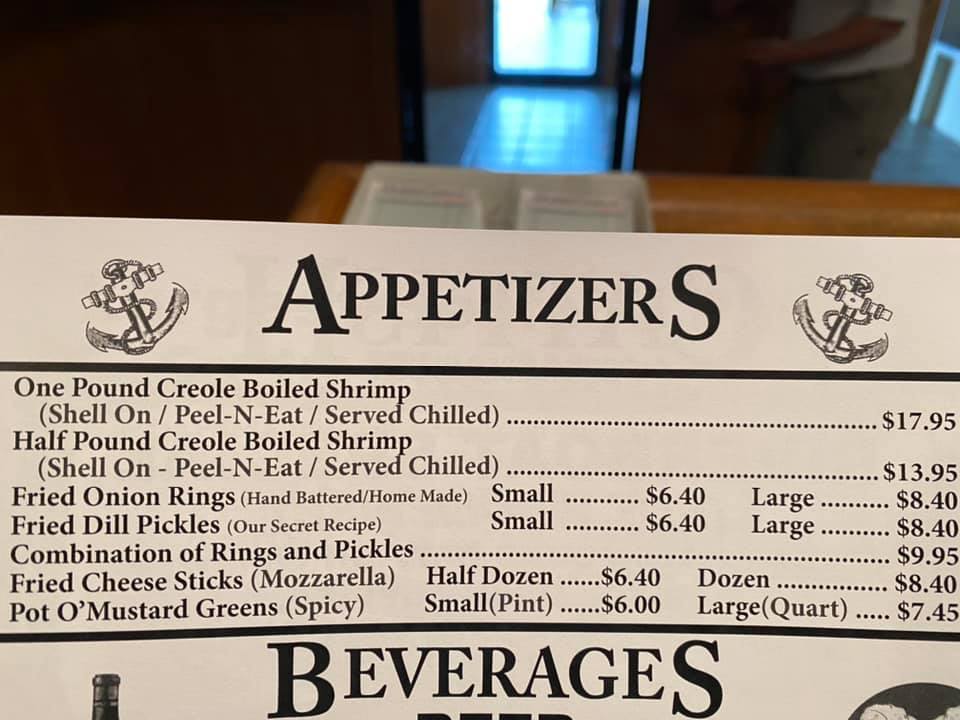 APPETIZERS
One Pound Creole Boiled Shrimp
(Shell On / Peel-N-Eat / Served Chilled) ........ $17.95
Half Pound Creole Boiled Shrimp
(Shell On - Peel-N-Eat / Served Chilled) ........ $13.95
Fried Onion Rings (Hand Battered/Home Made) Small .......... $6.40 Large .......... $8.40
Fried Dill Pickles (Our Secret Recipe) Small .......... $6.40 Large .......... $8.40
Combination of Rings and Pickles ........ $9.95
Fried Cheese Sticks (Mozzarella) Half Dozen ......$6.40 Dozen ................ $8.40
Pot O'Mustard Greens (Spicy) Small(Pint) ......$6.00 Large(Quart) ..... $7.45
BEVERAGES
BEER